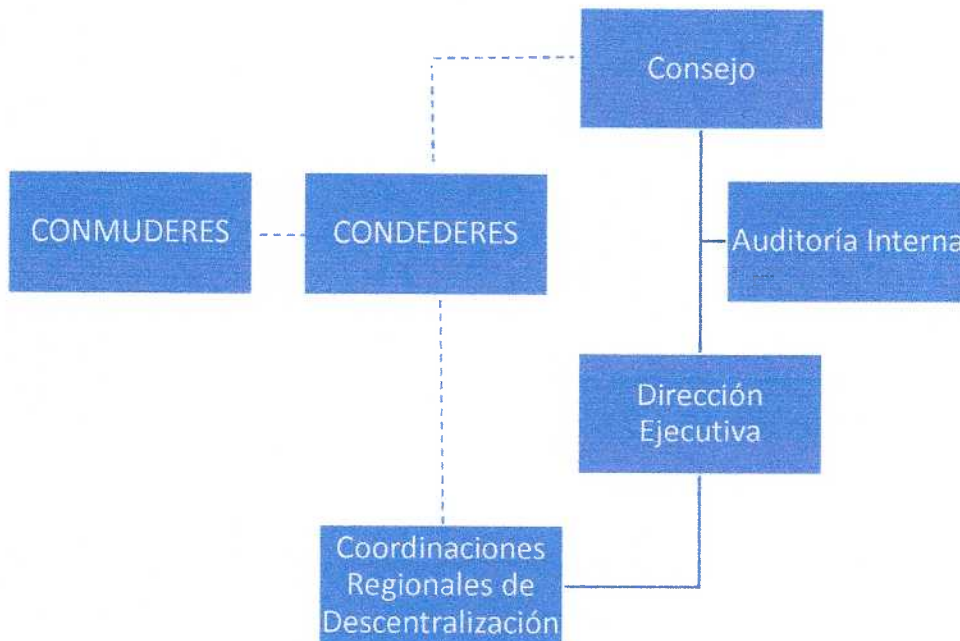 Consejo
CONMUDERES
CONDEDERES
Auditoría Interna
Dirección
Ejecutiva
Coordinaciones
Regionales de
Descentralización